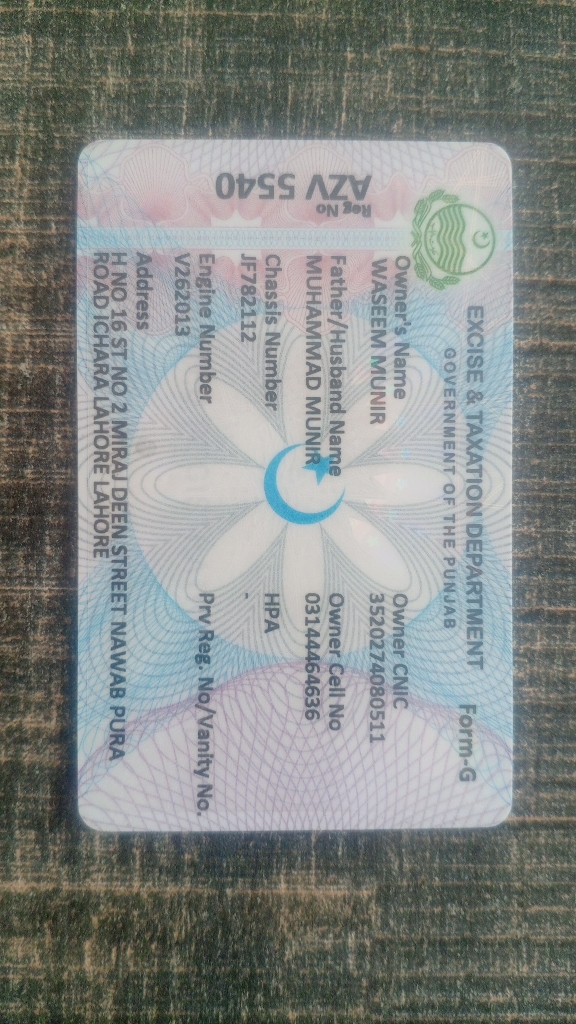 EXCISE & TAXATION DEPARTMENT
GOVERNMENT OF THE PUNJAB
Form-G
Reg No
AZV 5540
Owner's Name
WASEEM MUNIR
Owner CNIC
3520274080511
Father/Husband Name
MUHAMMAD MUNIR
Owner Cell No
03144464636
Chassis Number
JF782112
HPA
-
Engine Number
V262013
Prv Reg. No/Vanity No.
Address
H NO 16 ST NO 2 MIRAJ DEEN STREET NAWAB PURA
ROAD ICHARA LAHORE LAHORE